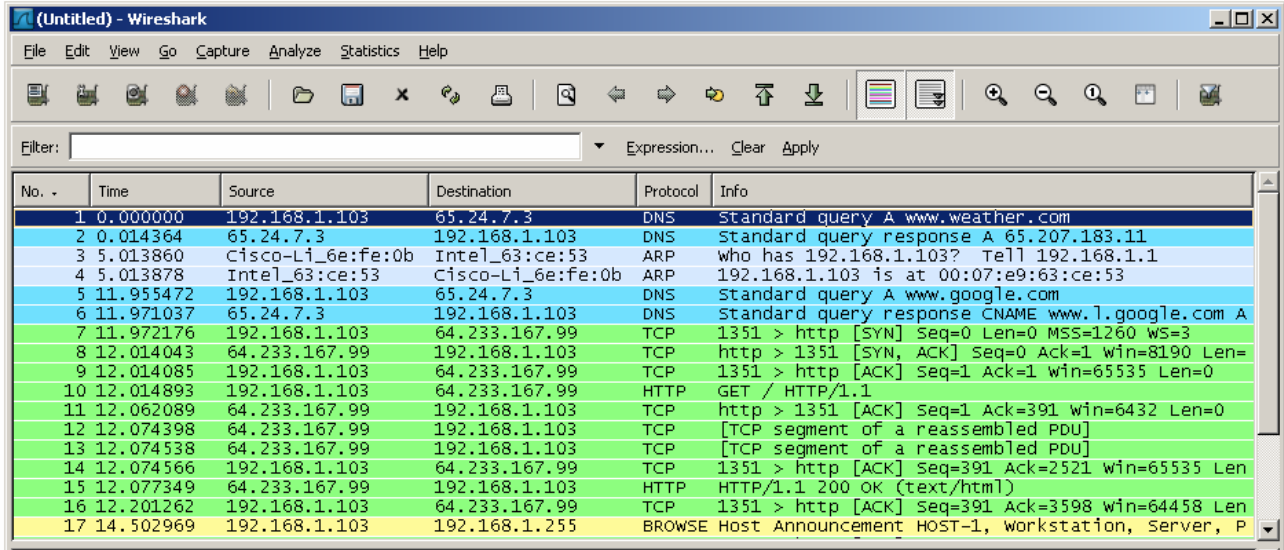 (Untitled) - Wireshark
File Edit View Go Capture Analyze Statistics Help
Filter: Expression... Clear Apply
No. Time Source Destination Protocol Info
1 0.000000 192.168.1.103 65.24.7.3 DNS Standard query A www.weather.com
2 0.014364 65.24.7.3 192.168.1.103 DNS Standard query response A 65.207.183.11
3 5.013860 Cisco-Li_6e:fe:0b Intel_63:ce:53 ARP Who has 192.168.1.103? Tell 192.168.1.1
4 5.013878 Intel_63:ce:53 Cisco-Li_6e:fe:0b ARP 192.168.1.103 is at 00:07:e9:63:ce:53
5 11.955472 192.168.1.103 65.24.7.3 DNS Standard query A www.google.com
6 11.971037 65.24.7.3 192.168.1.103 DNS Standard query response CNAME www.l.google.com A
7 11.972176 192.168.1.103 64.233.167.99 TCP 1351 > http [SYN] Seq=0 Len=0 MSS=1260 WS=3
8 12.014043 64.233.167.99 192.168.1.103 TCP http > 1351 [SYN, ACK] Seq=0 Ack=1 Win=8190 Len=
9 12.014085 192.168.1.103 64.233.167.99 TCP 1351 > http [ACK] Seq=1 Ack=1 Win=65535 Len=0
10 12.014893 192.168.1.103 64.233.167.99 HTTP GET / HTTP/1.1
11 12.062089 64.233.167.99 192.168.1.103 TCP http > 1351 [ACK] Seq=1 Ack=391 Win=6432 Len=0
12 12.074398 64.233.167.99 192.168.1.103 TCP [TCP segment of a reassembled PDU]
13 12.074538 64.233.167.99 192.168.1.103 TCP [TCP segment of a reassembled PDU]
14 12.074566 192.168.1.103 64.233.167.99 TCP 1351 > http [ACK] Seq=391 Ack=2521 Win=65535 Len
15 12.077349 64.233.167.99 192.168.1.103 HTTP HTTP/1.1 200 OK (text/html)
16 12.201262 192.168.1.103 64.233.167.99 TCP 1351 > http [ACK] Seq=391 Ack=3598 Win=64458 Len
17 14.502969 192.168.1.103 192.168.1.255 BROWSE Host Announcement HOST-1, Workstation, Server, P